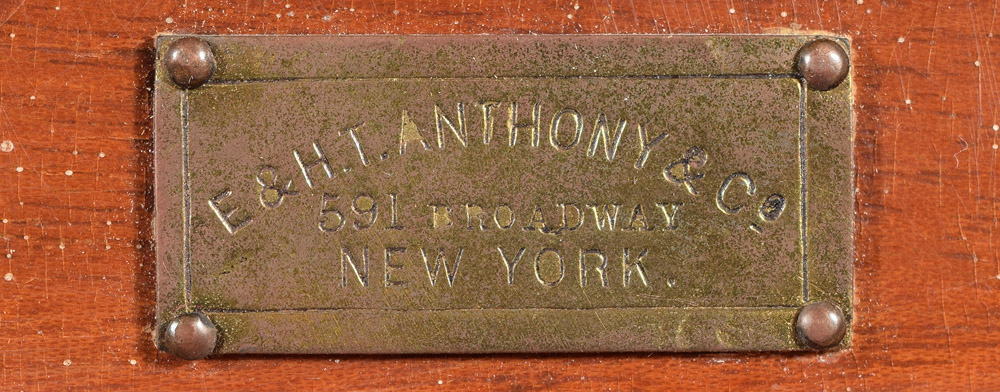 E & H.T. ANTHONY & Co.
591 BROADWAY
NEW YORK.